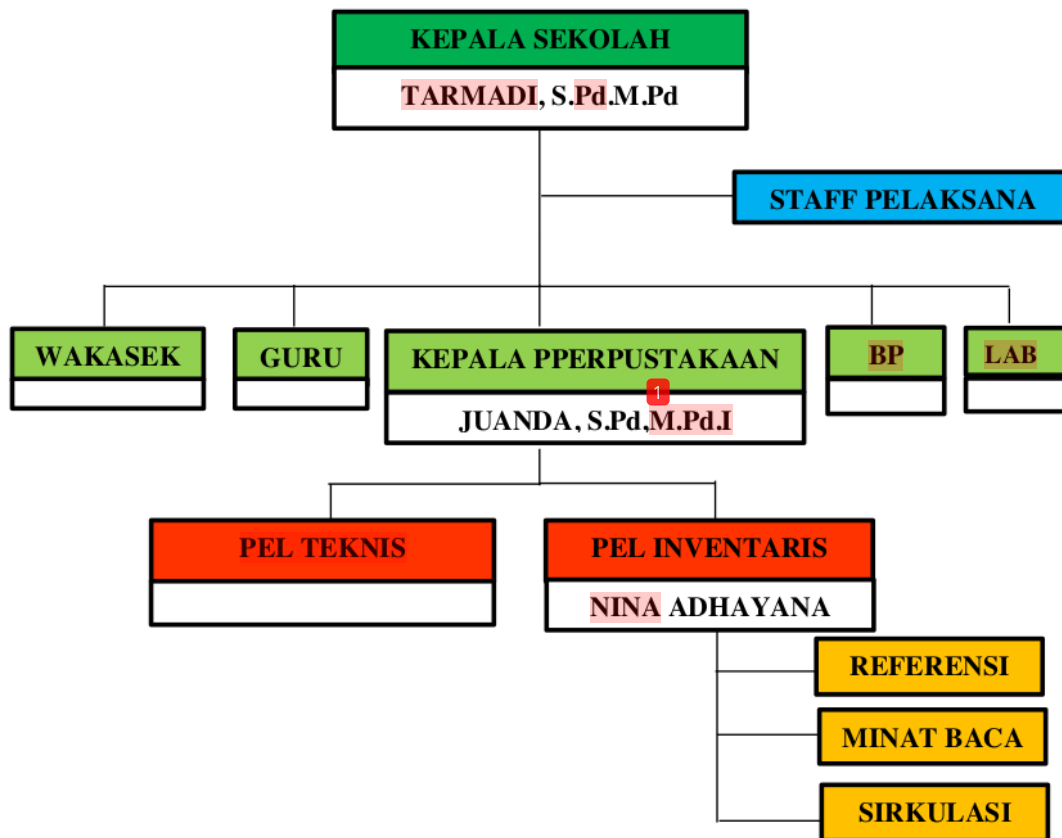 KEPALA SEKOLAH
TARMADI, S.Pd.M.Pd
STAFF PELAKSANA
WAKASEK
GURU
KEPALA PPERPUSTAKAAN
BP
LAB
1
JUANDA, S.Pd,M.Pd.I
PEL TEKNIS
PEL INVENTARIS
NINA ADHAYANA
REFERENSI
MINAT BACA
SIRKULASI